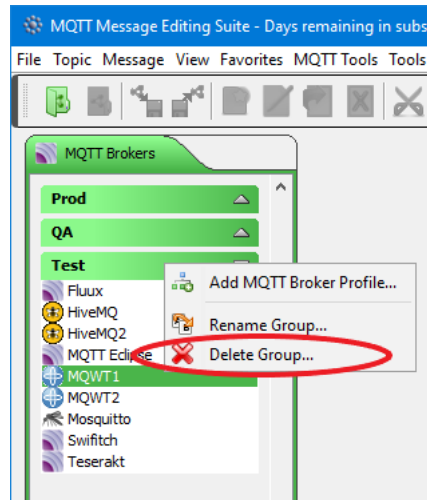 MQTT Message Editing Suite - Days remaining in subs
File Topic Message View Favorites MQTT Tools Tools
MQTT Brokers
Prod
QA
Test
Add MQTT Broker Profile...
Fluux
HiveMQ
Rename Group...
HiveMQ2
MQTT Eclipse
Delete Group...
MQWT1
MQWT2
Mosquitto
Swifitch
Teserakt